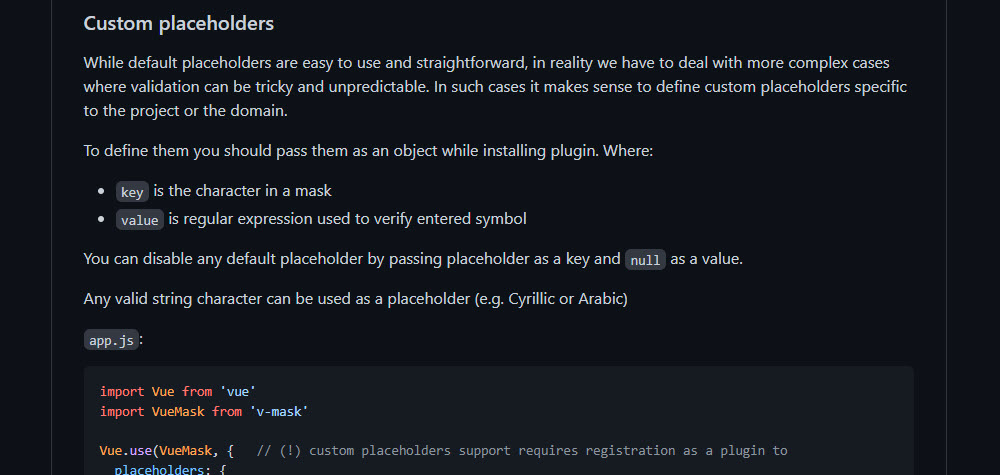 Custom placeholders
While default placeholders are easy to use and straightforward, in reality we have to deal with more complex cases
where validation can be tricky and unpredictable. In such cases it makes sense to define custom placeholders specific
to the project or the domain.
To define them you should pass them as an object while installing plugin. Where:
• key is the character in a mask
• value is regular expression used to verify entered symbol
You can disable any default placeholder by passing placeholder as a key and null as a value.
Any valid string character can be used as a placeholder (e.g. Cyrillic or Arabic)
app.js:
import Vue from 'vue'
import VueMask from 'v-mask'
Vue.use(VueMask, {   // (!) custom placeholders support requires registration as a plugin to
  placeholders: {